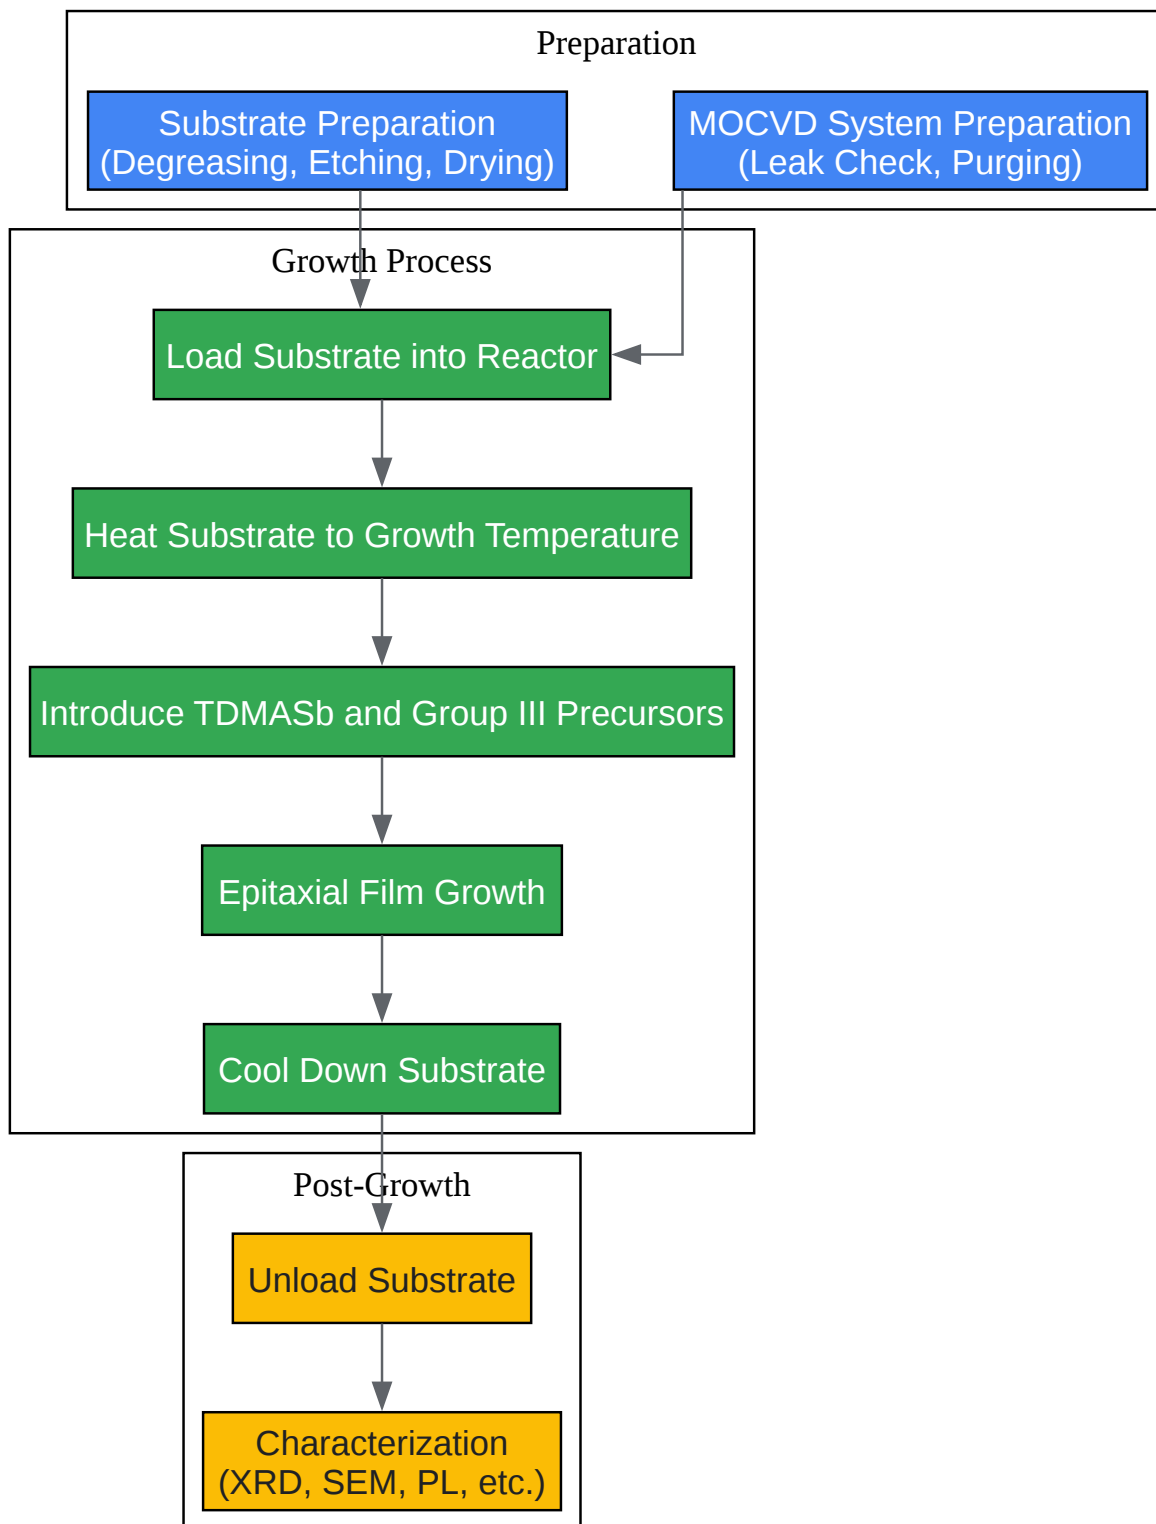 Preparation
Substrate Preparation
(Degreasing, Etching, Drying)
MOCVD System Preparation
(Leak Check, Purging)
Growth Process
Load Substrate into Reactor
Heat Substrate to Growth Temperature
Introduce TDMASb and Group III Precursors
Epitaxial Film Growth
Cool Down Substrate
Post-Growth
Unload Substrate
Characterization
(XRD, SEM, PL, etc.)